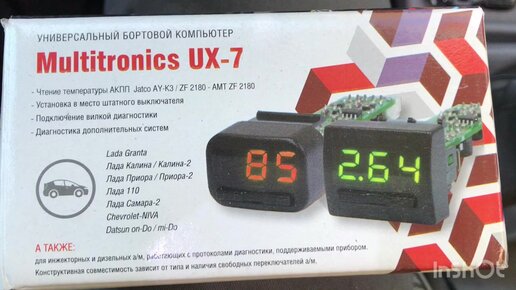 УНИВЕРСАЛЬНЫЙ БОРТОВОЙ КОМПЬЮТЕР
Multitronics UX-7
- Чтение температуры АКПП Jatco AY-K3 / ZF 2180 - АМТ ZF 2180
- Установка в место штатного выключателя
- Подключение вилкой диагностики
- Диагностика дополнительных систем
85
2.64
Lada Granta
Лада Калина / Калина-2
Лада Приора / Приора-2
Лада 110
Лада Самара-2
Chevrolet-NIVA
Datsun on-Do / mi-Do
А ТАКЖЕ:
для инжекторных и дизельных а/м, работающих с протоколами диагностики, поддерживаемыми прибором.
Конструктивная совместимость зависит от типа и наличия свободных переключателей а/м.
InShot